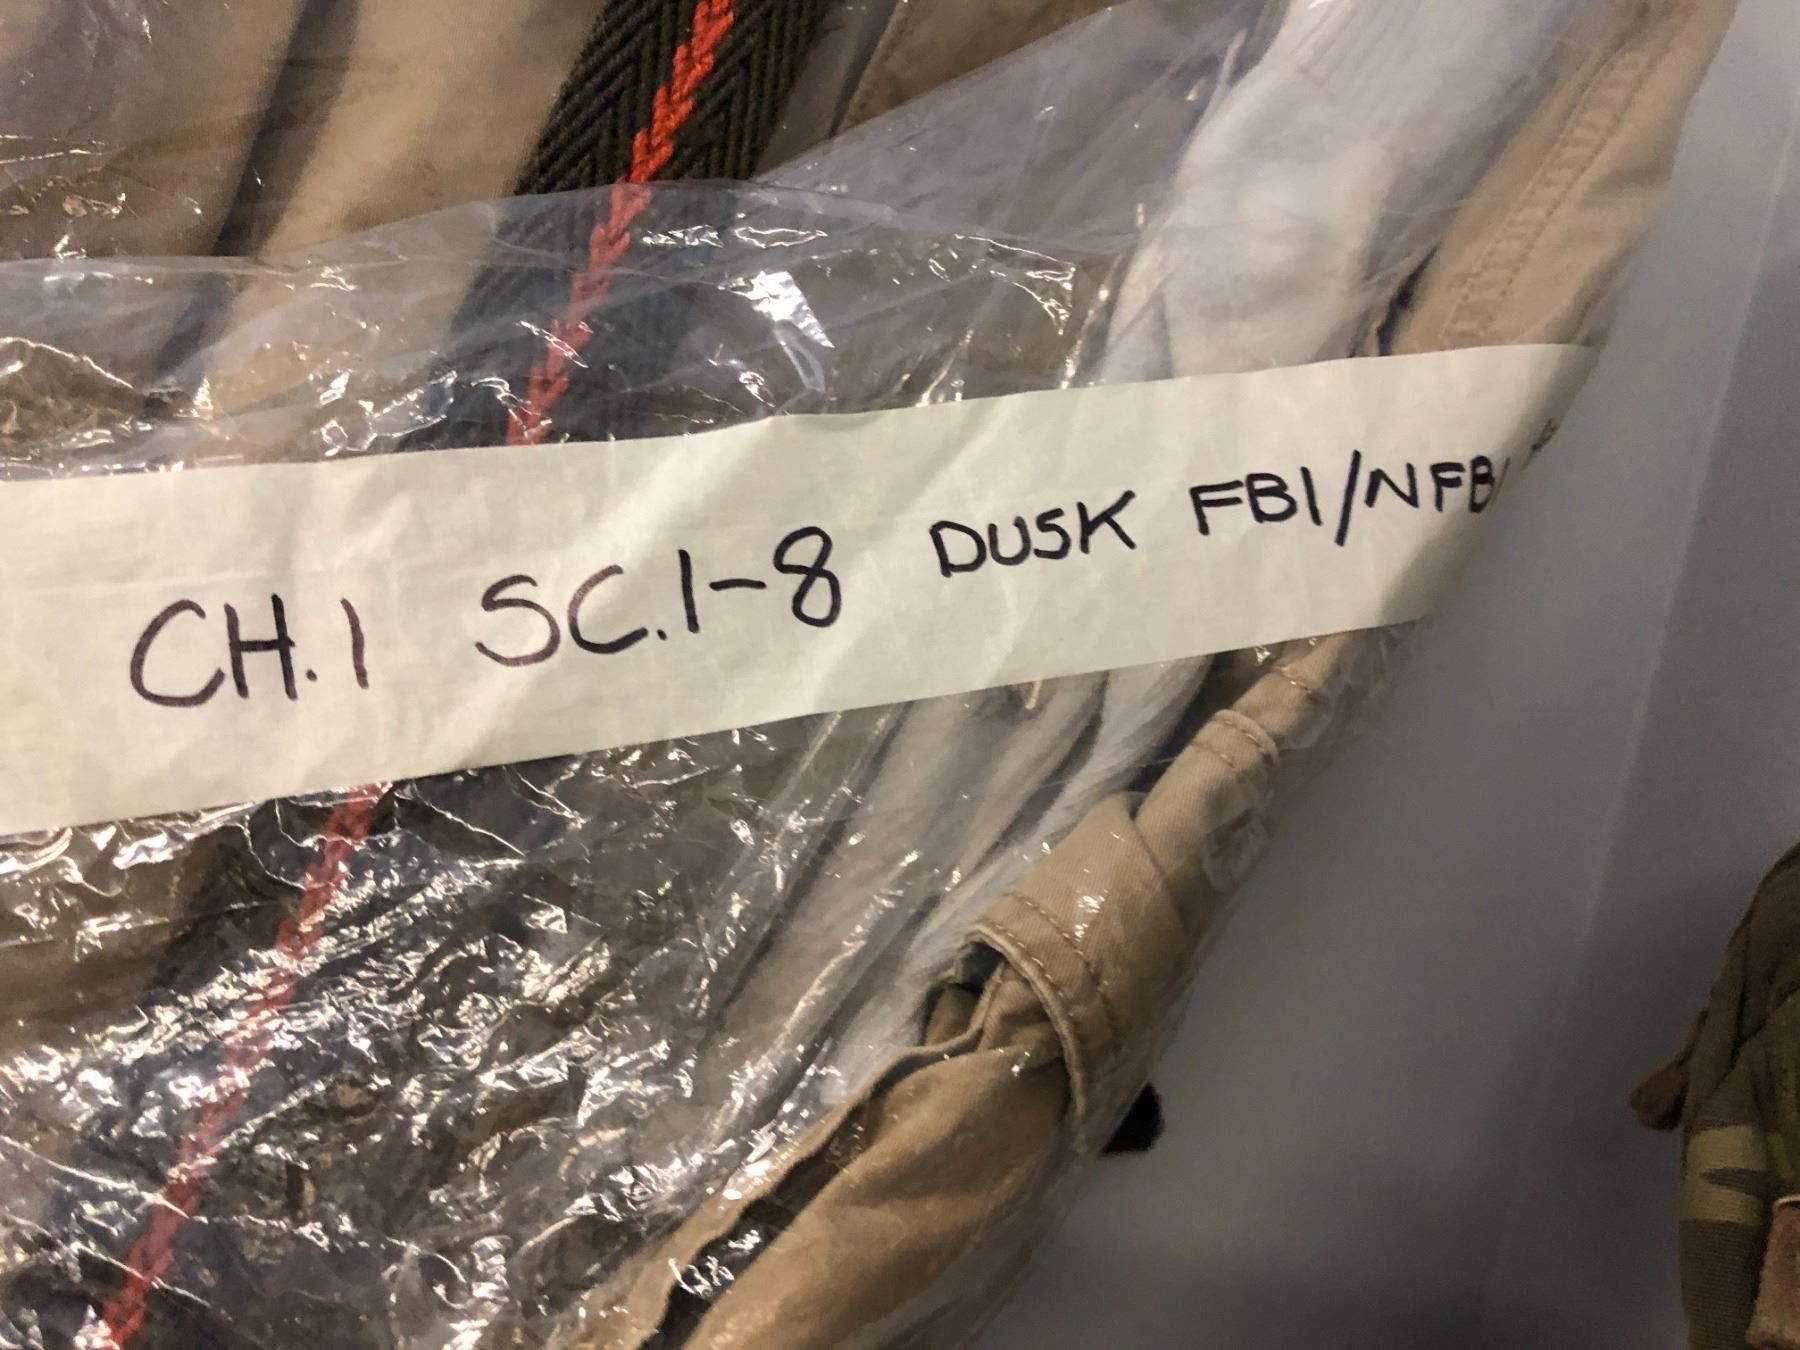 CH.1 SC.1-8 DUSK FBI/NFBI